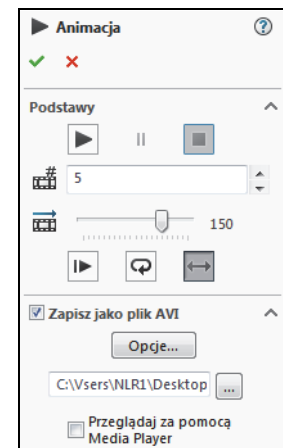 Animacja
Podstawy
5
150
Zapisz jako plik AVI
Opcje...
C:\Vsers\NLR1\Desktop ...
Przeglądaj za pomocą
Media Player